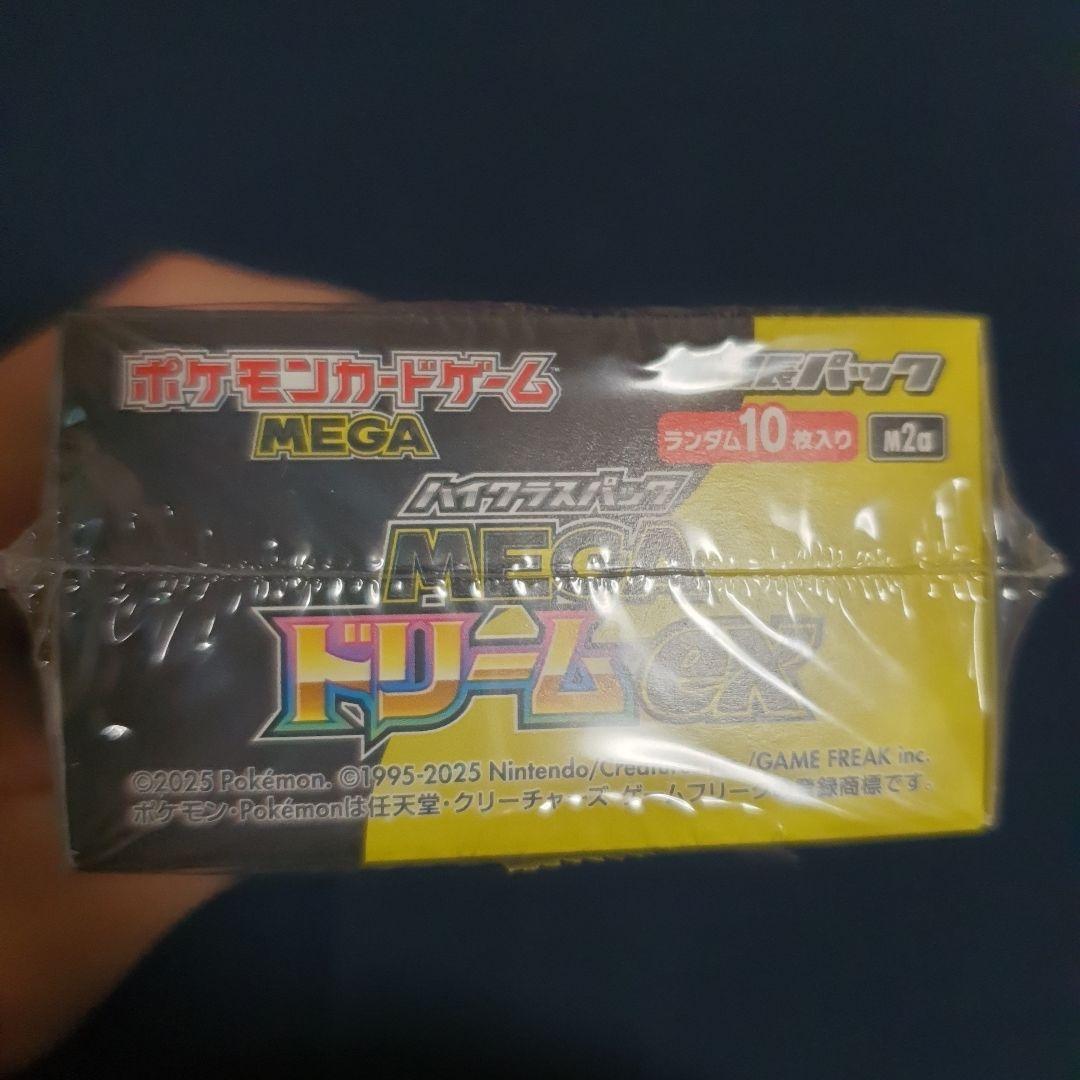 ポケモンカードゲーム
MEGA
パック
ランダム10枚入り
M2a
ハイクラスパック
MEGA
ドリームex
©2025 Pokémon. ©1995-2025 Nintendo/Creatures /GAME FREAK inc.
ポケモン・Pokémonは任天堂・クリーチャーズ ゲームフリークの登録商標です。